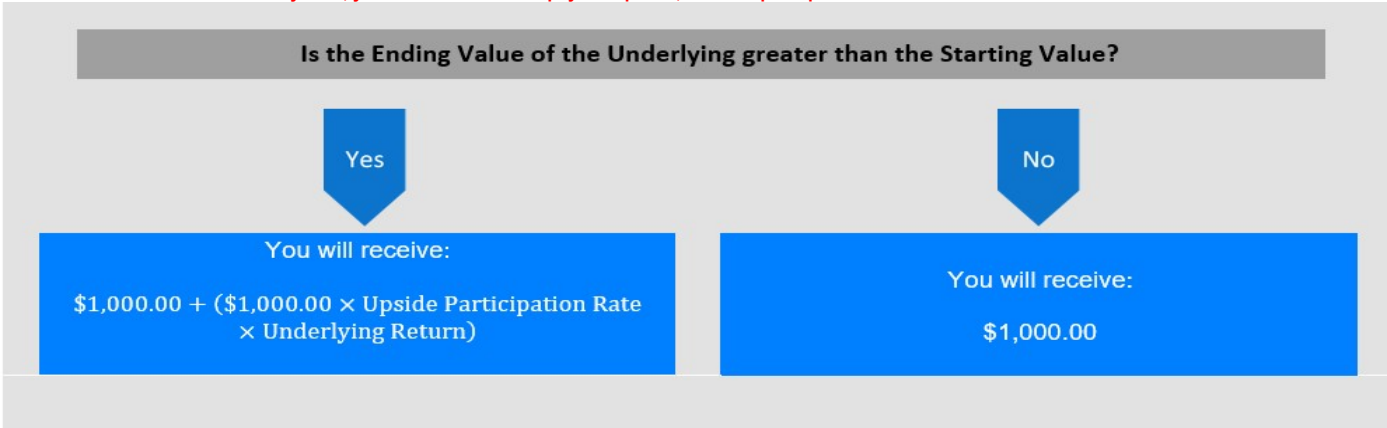 Is the Ending Value of the Underlying greater than the Starting Value?
Yes
No
You will receive:
$1,000.00 + ($1,000.00 × Upside Participation Rate
× Underlying Return)
You will receive:
$1,000.00